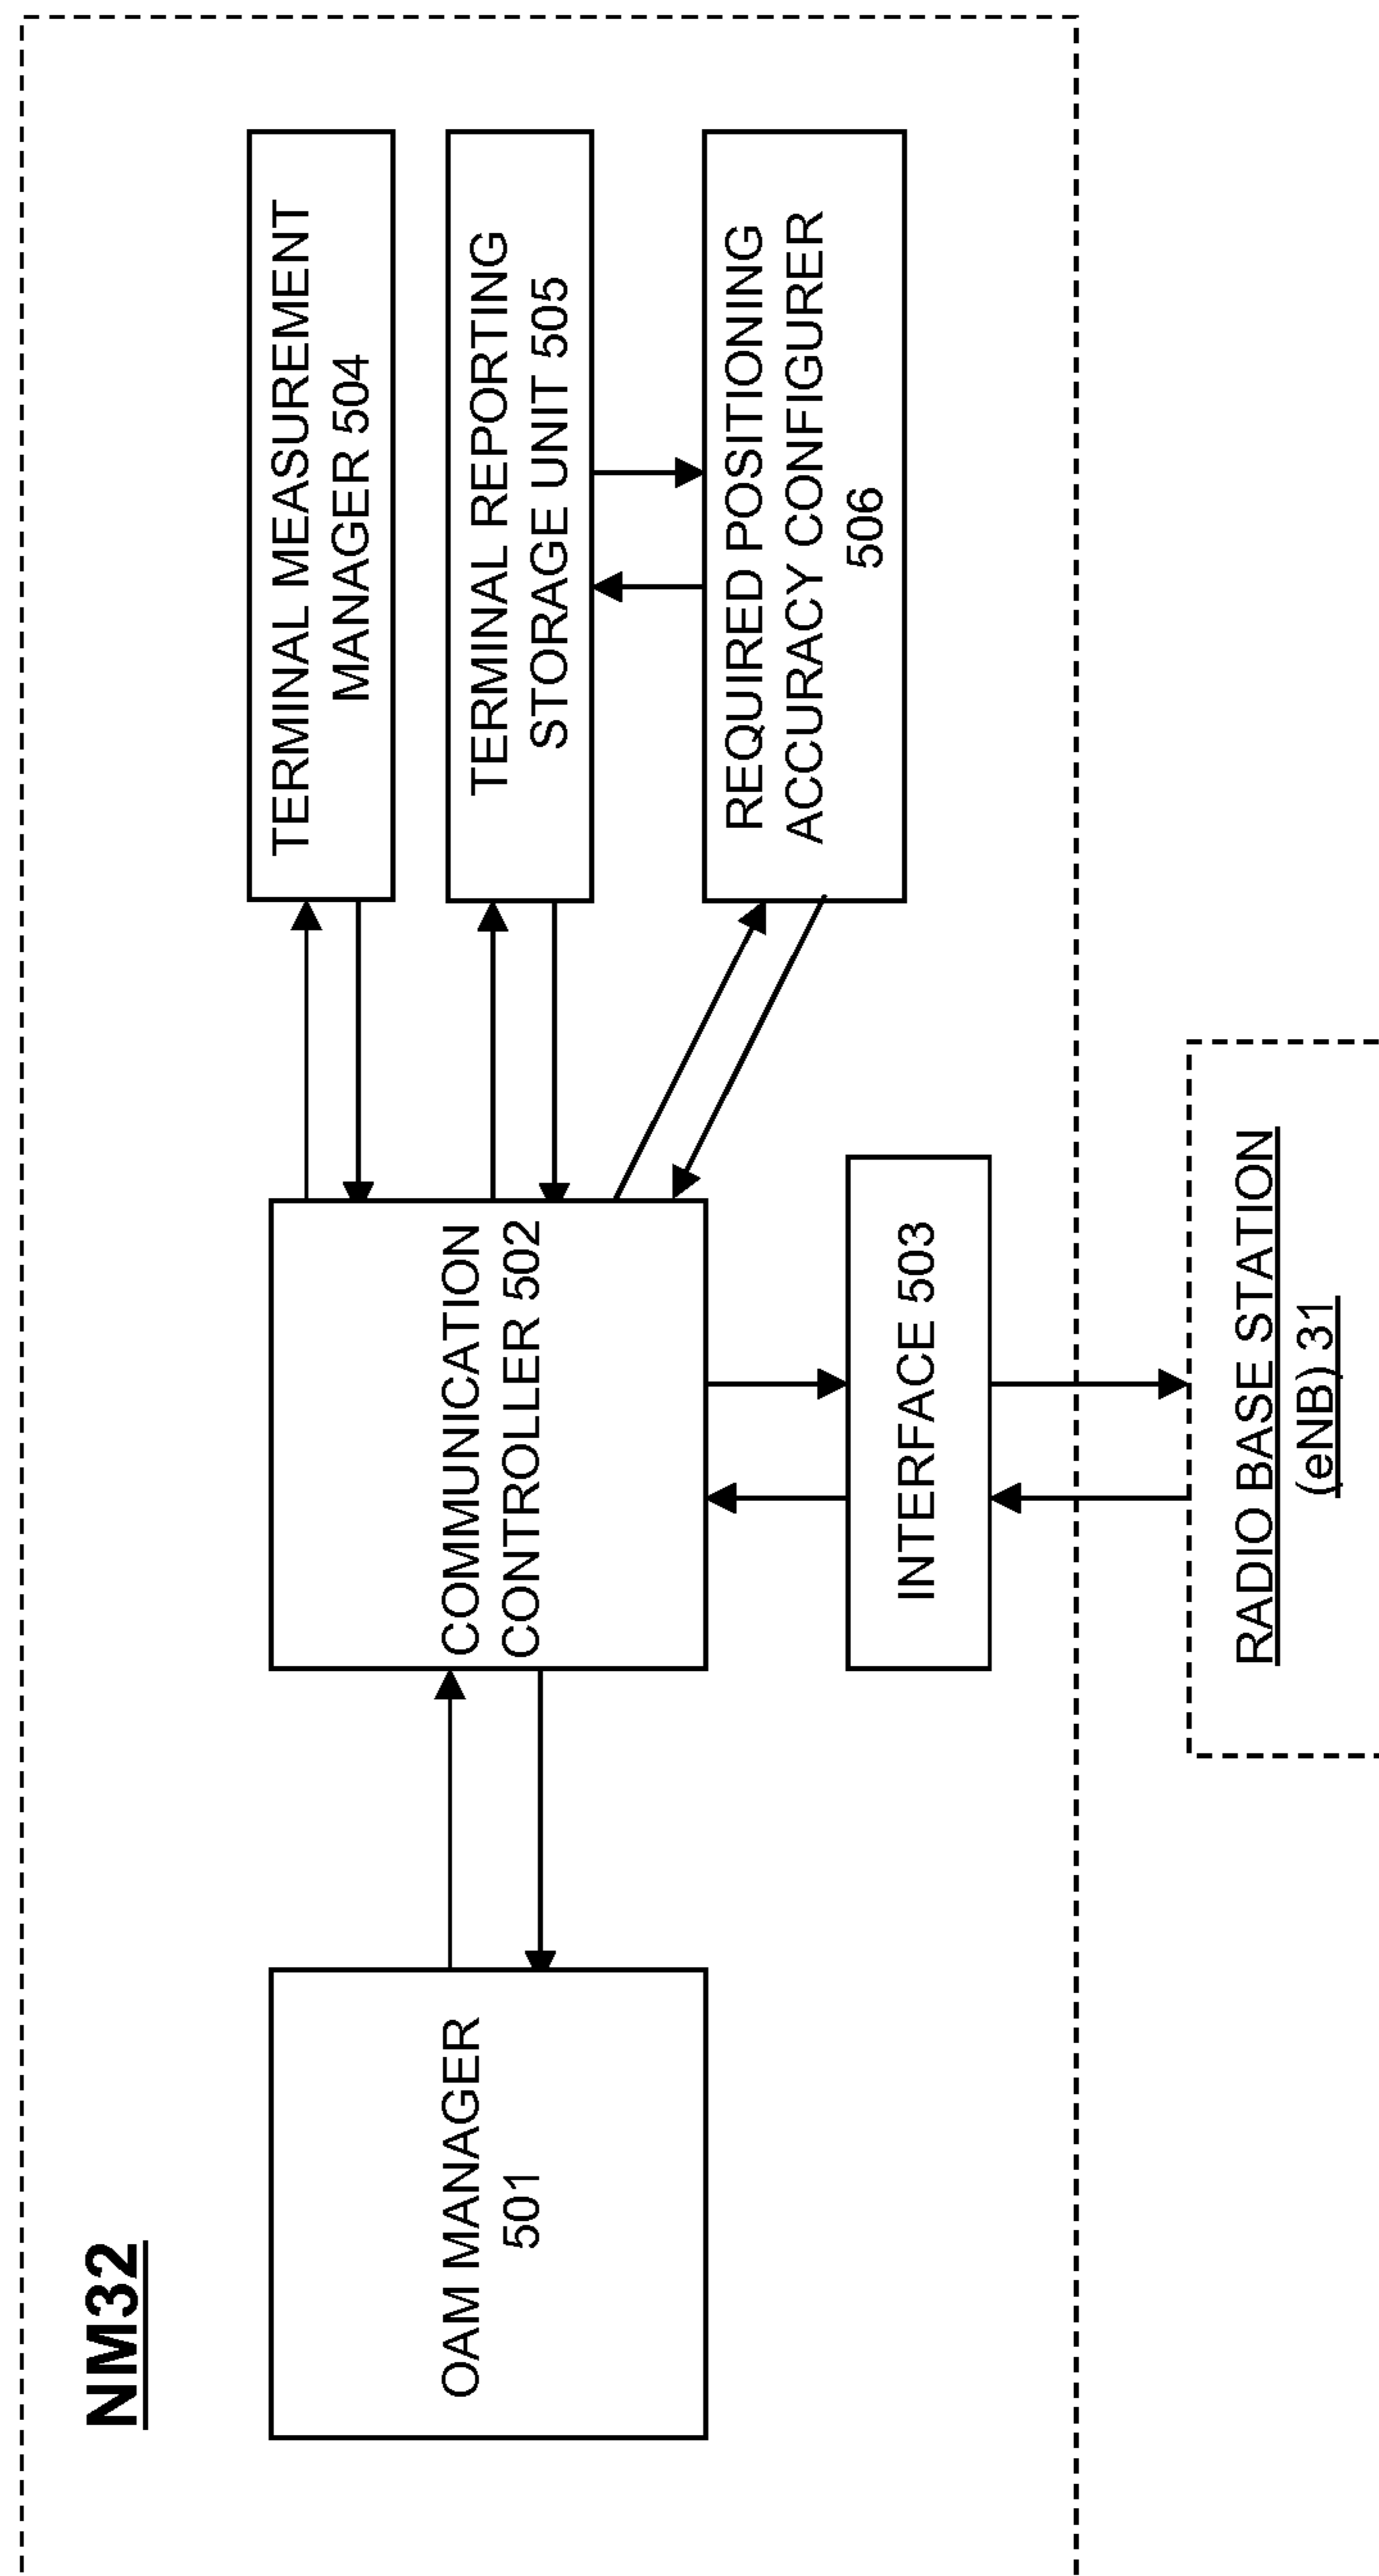 NM32
OAM MANAGER
501
COMMUNICATION
CONTROLLER 502
TERMINAL MEASUREMENT
MANAGER 504
TERMINAL REPORTING
STORAGE UNIT 505
REQUIRED POSITIONING
ACCURACY CONFIGURER
506
INTERFACE 503
RADIO BASE STATION
(eNB) 31